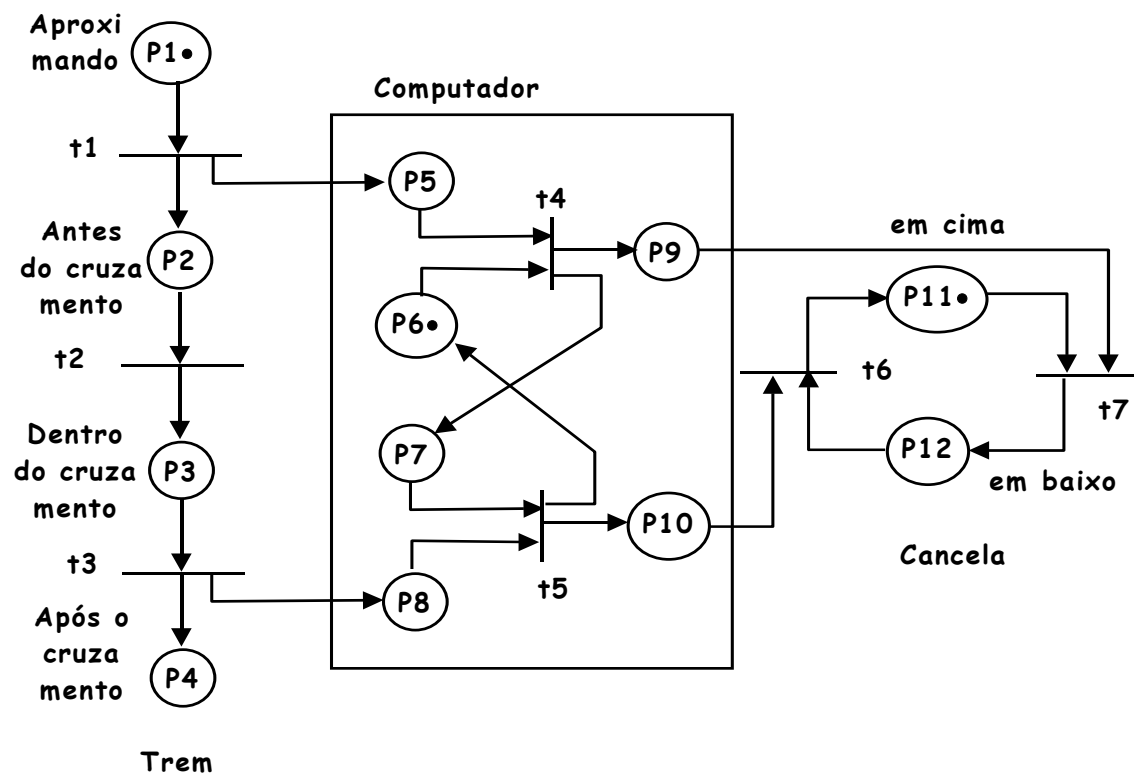 Aproxi
mando
P1
t1
Antes
do cruza
mento
P2
t2
Dentro
do cruza
mento
P3
t3
Após o
cruza
mento
P4
Trem
Computador
P5
t4
P9
P6
P7
P10
t5
P8
em cima
P11
t6
t7
P12
em baixo
Cancela